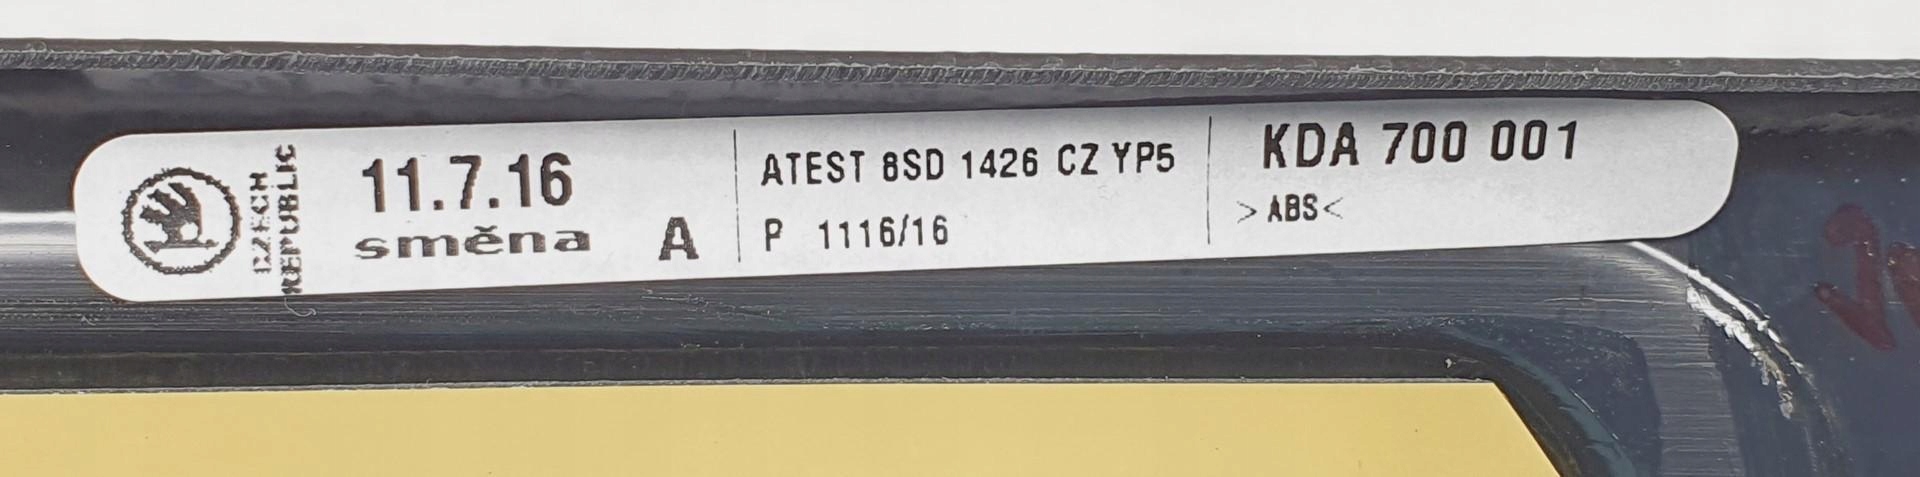 CZECH
REPUBLIC
11.7.16
směna A
ATEST 8SD 1426 CZ YP5
P 1116/16
KDA 700 001
>ABS<